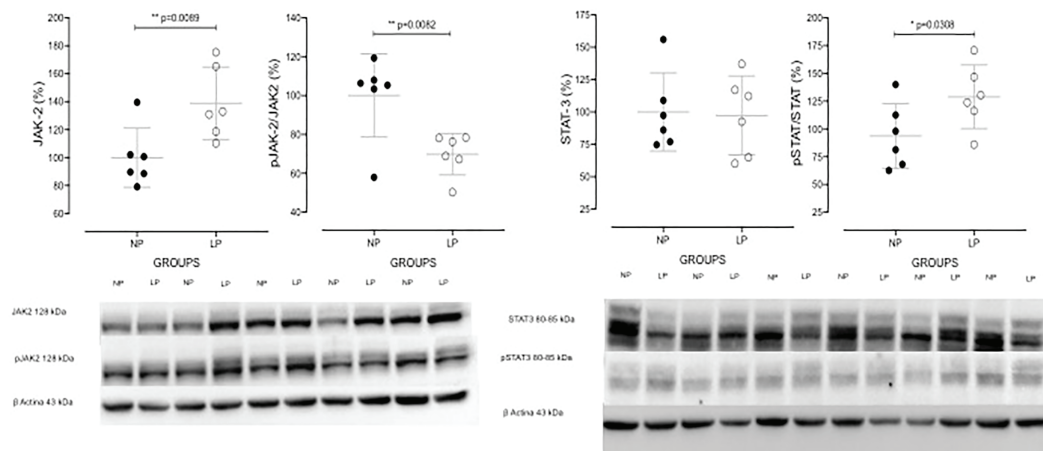 ** p=0.0089
200
180
160
140
120
100
80
60
JAK-2 (%)
NP
LP
** p=0.0082
120
100
80
60
40
pJAK-2/JAK2 (%)
NP
LP
GROUPS
GROUPS
175
150
125
100
75
50
25
STAT-3 (%)
NP
LP
* p=0.0308
200
175
150
125
100
75
50
25
pSTAT/STAT (%)
NP
LP
GROUPS
GROUPS
NP LP NP LP NP LP NP LP NP LP
JAK2 128 kDa
pJAK2 128 kDa
β Actina 43 kDa
NP LP NP LP NP LP NP LP NP LP NP LP
STAT3 80-85 kDa
pSTAT3 80-85 kDa
β Actina 43 kDa